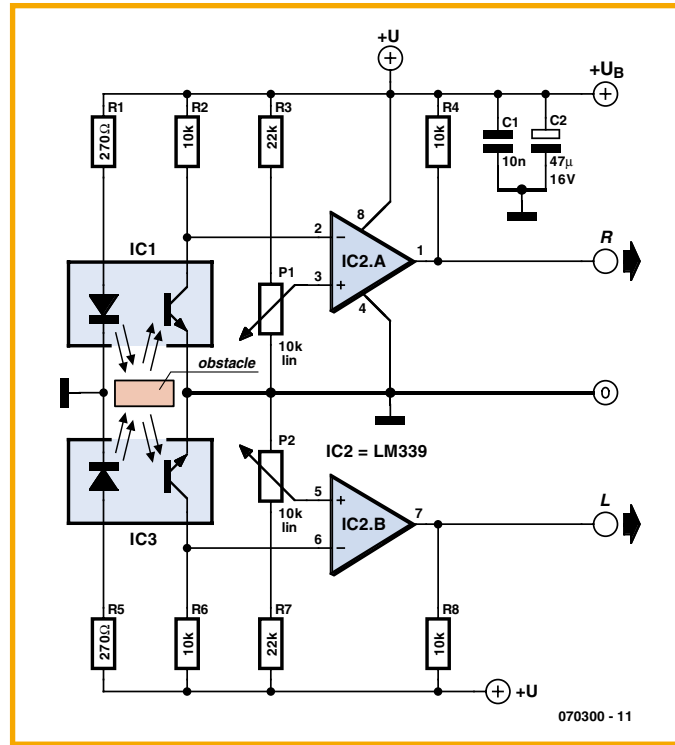 +U
+UB
R1
R2
R3
R4
C1
C2
270Ω
10k
22k
10k
10n
47µ
16V
8
IC1
2
−
IC2.A
1
R
P1
3
+
4
10k
lin
obstacle
0
P2
IC2 = LM339
5
+
IC2.B
7
L
10k
lin
6
−
IC3
R5
R6
R7
R8
270Ω
10k
22k
10k
+U
070300 - 11